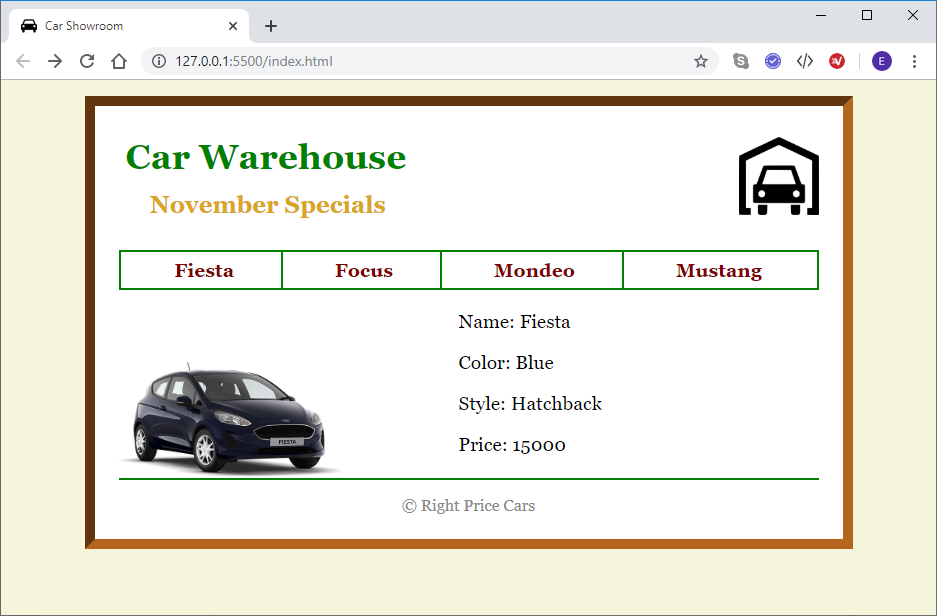 Car Showroom
127.0.0.1:5500/index.html
S
V
E
Car Warehouse
November Specials
Fiesta Focus Mondeo Mustang
Name: Fiesta
Color: Blue
Style: Hatchback
Price: 15000
FIESTA
© Right Price Cars